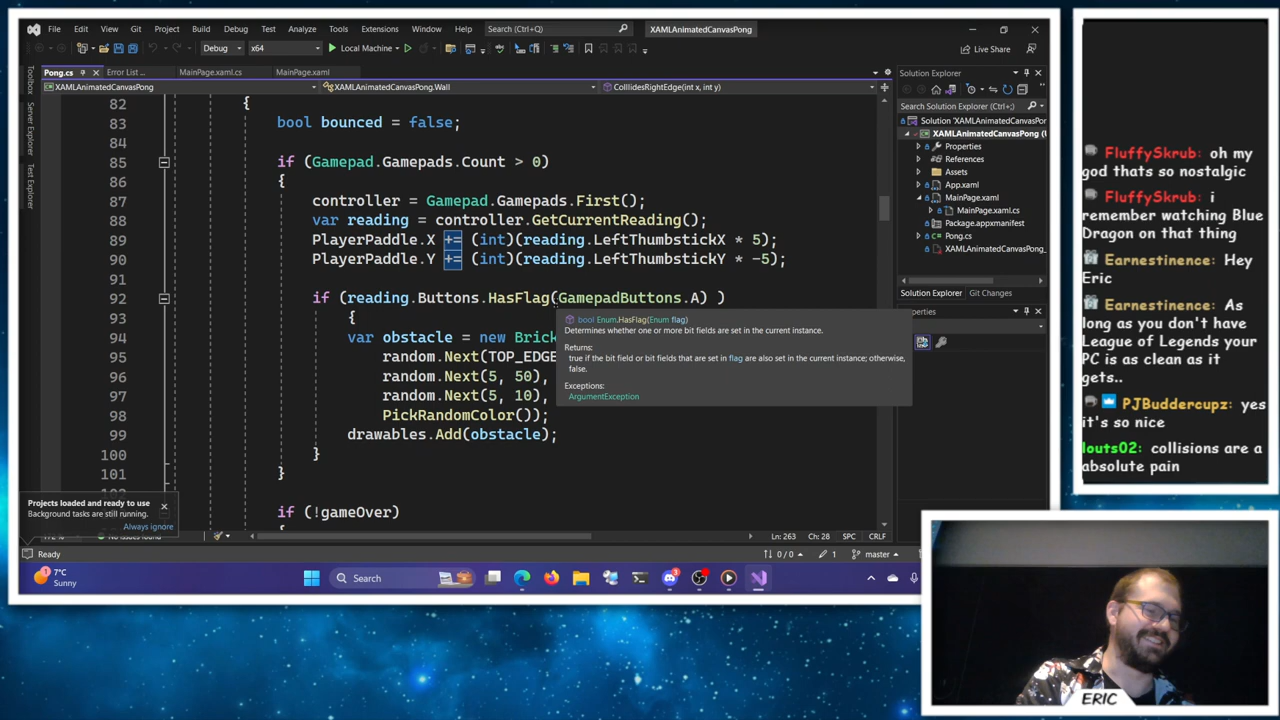 File Edit View Git Project Build Debug Test Analyze Tools Extensions Window Help Search (Ctrl+Q) XAMLAnimatedCanvasPong
Debug x64 Local Machine Live Share
Pong.cs Error List ... MainPage.xaml.cs MainPage.xaml
XAMLAnimatedCanvasPong XAMLAnimatedCanvasPong.Wall CollidesRightEdge(int x, int y)
Toolbox
Server Explorer
Test Explorer
82 {
83 bool bounced = false;
84
85 if (Gamepad.Gamepads.Count > 0)
86 {
87 controller = Gamepad.Gamepads.First();
88 var reading = controller.GetCurrentReading();
89 PlayerPaddle.X += (int)(reading.LeftThumbstickX * 5);
90 PlayerPaddle.Y += (int)(reading.LeftThumbstickY * -5);
91
92 if (reading.Buttons.HasFlag(GamepadButtons.A) )
93 {
94 var obstacle = new Brick
95 random.Next(TOP_EDGE
96 random.Next(5, 50),
97 random.Next(5, 10),
98 PickRandomColor());
99 drawables.Add(obstacle);
100 }
101 }
if (!gameOver)
{
bool Enum.HasFlag(Enum flag)
Determines whether one or more bit fields are set in the current instance.
Returns:
true if the bit field or bit fields that are set in flag are also set in the current instance; otherwise,
false.
Exceptions:
ArgumentException
Projects loaded and ready to use
Background tasks are still running.
Always ignore
Ln: 263 Ch: 28 SPC CRLF
Ready 0 / 0 1 master
Solution Explorer
Search Solution Explorer (Ctrl+;)
Solution 'XAMLAnimatedCanvasPong'
XAMLAnimatedCanvasPong (U
Properties
References
Assets
App.xaml
MainPage.xaml
MainPage.xaml.cs
Package.appxmanifest
Pong.cs
XAMLAnimatedCanvasPong_
Solution Explorer Git Changes
7°C
Sunny
Search
3
FluffySkrub: oh my
god thats so nostalgic
FluffySkrub: i
remember watching Blue
Dragon on that thing
Earnestinence: Hey
Eric
Earnestinence: As
long as you don't have
League of Legends your
PC is as clean as it
gets..
PJBuddercupz: yes
it's so nice
louts02: collisions are a
absolute pain
ERIC